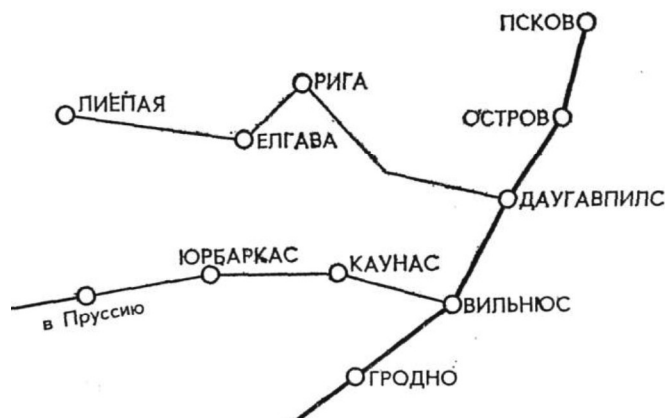 ПСКОВ
РИГА
ЛИЕПАЯ
ОСТРОВ
ЕЛГАВА
ДАУГАВПИЛС
ЮРБАРКАС
КАУНАС
ВИЛЬНЮС
в Пруссию
ГРОДНО